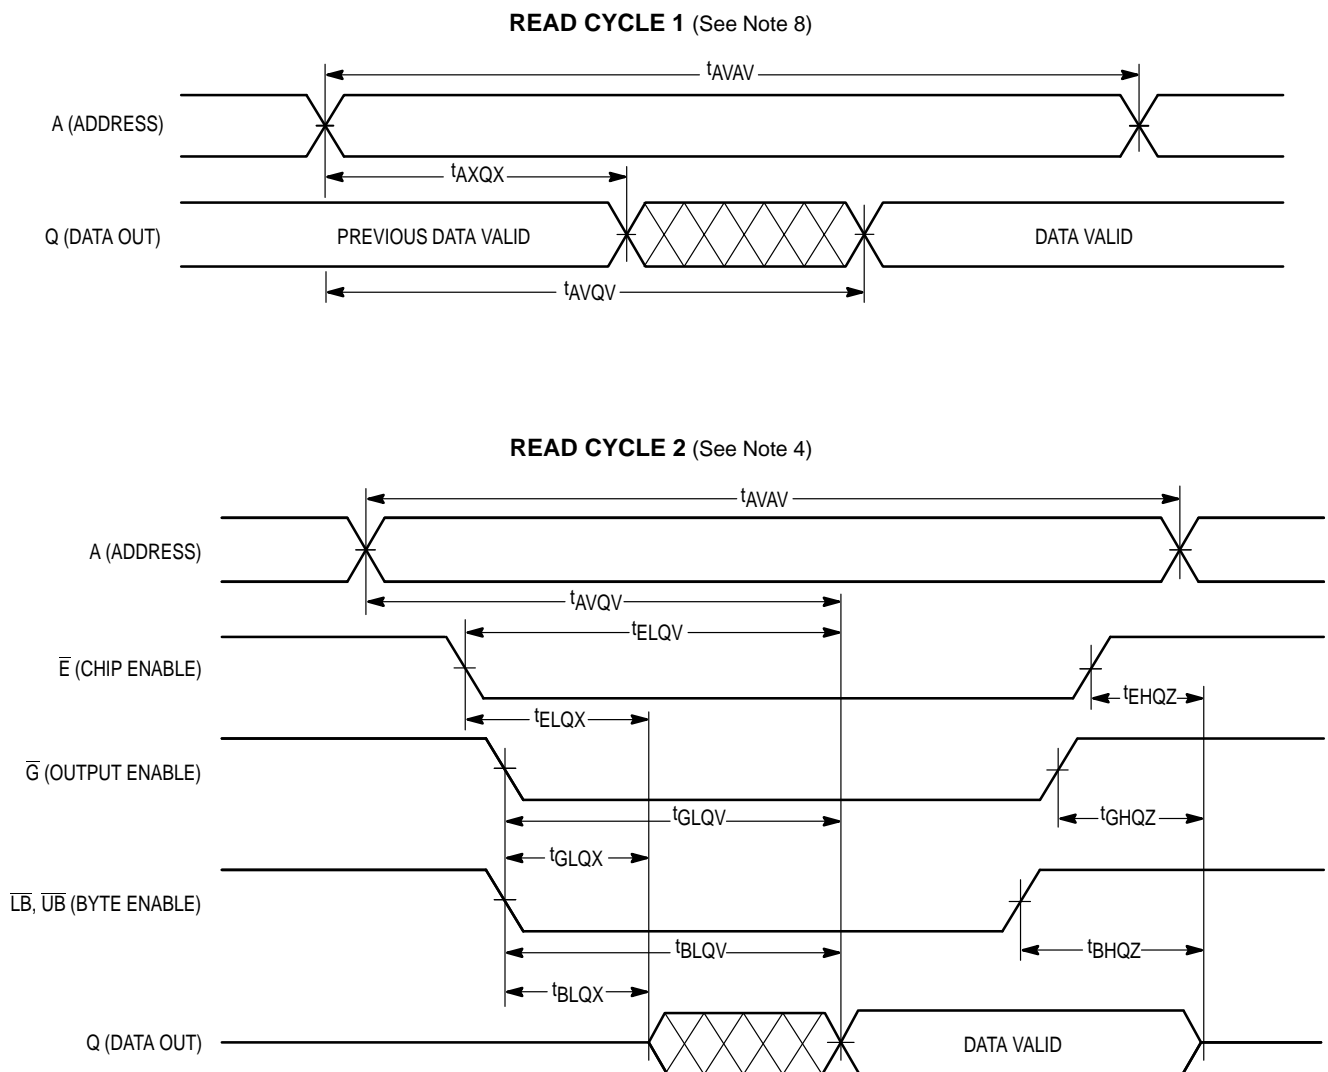 READ CYCLE 1 (See Note 8)
tAVAV
A (ADDRESS)
tAXQX
Q (DATA OUT)
PREVIOUS DATA VALID
DATA VALID
tAVQV
READ CYCLE 2 (See Note 4)
tAVAV
A (ADDRESS)
tAVQV
tELQV
E̅ (CHIP ENABLE)
tEHQZ
tELQX
G̅ (OUTPUT ENABLE)
tGLQV
tGHQZ
tGLQX
L̅B̅, U̅B̅ (BYTE ENABLE)
tBLQV
tBHQZ
tBLQX
Q (DATA OUT)
DATA VALID